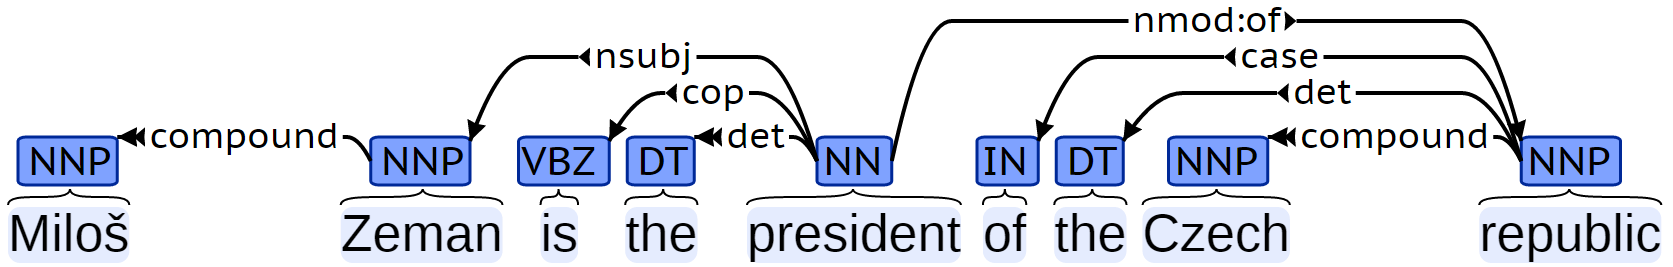 nmod:of
nsubj case
cop det
compound det compound
NNP NNP VBZ DT NN IN DT NNP NNP
Miloš Zeman is the president of the Czech republic